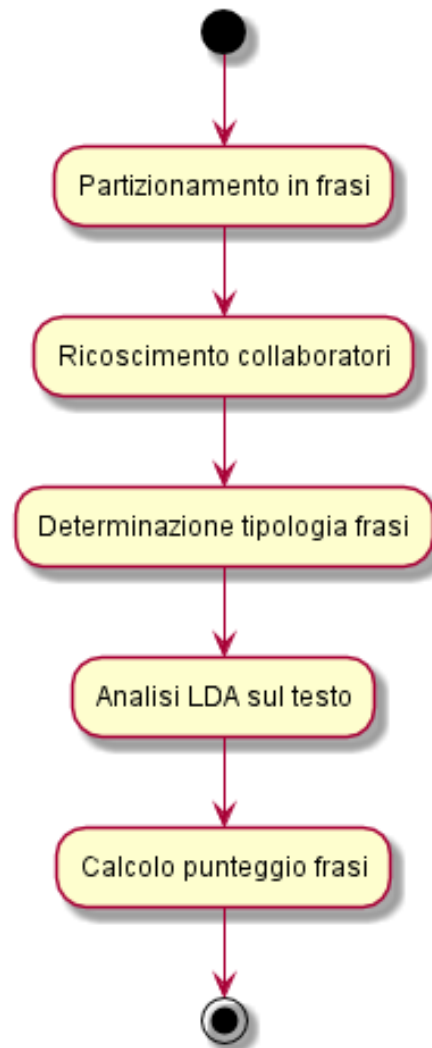 Partizionamento in frasi
Ricoscimento collaboratori
Determinazione tipologia frasi
Analisi LDA sul testo
Calcolo punteggio frasi